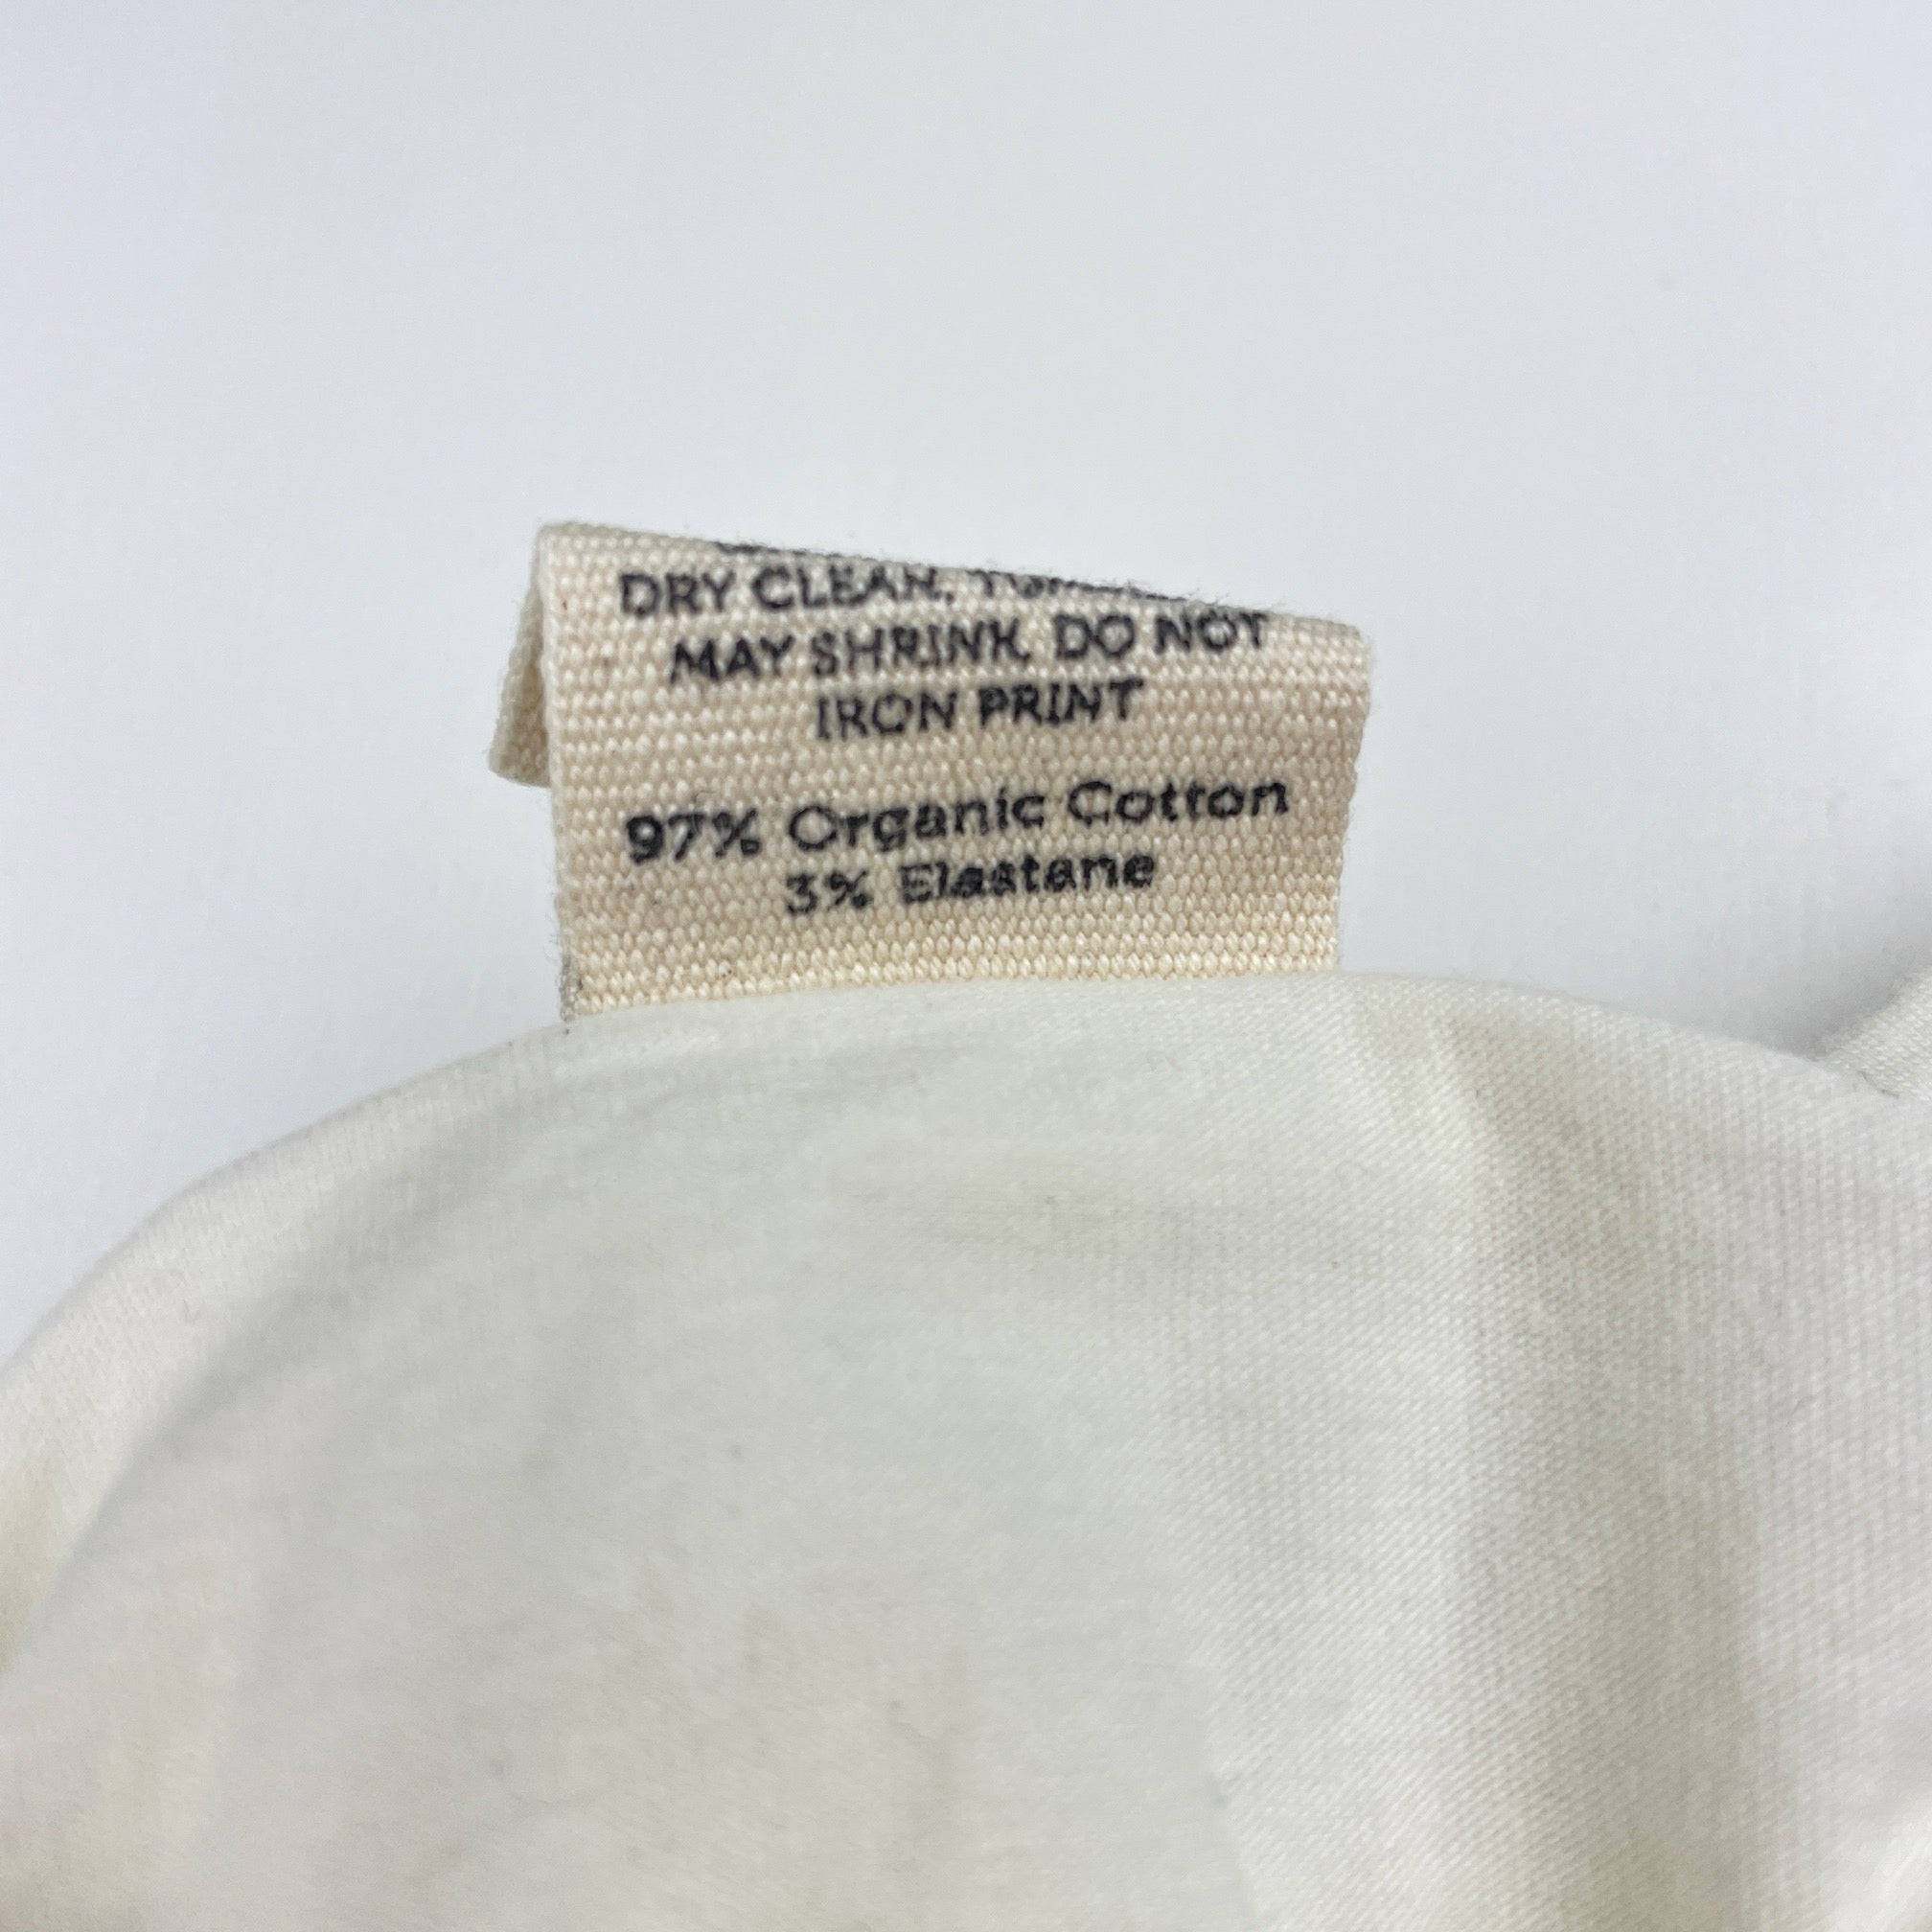 DRY CLEAN.
MAY SHRINK. DO NOT
IRON PRINT
97% Organic Cotton
3% Elastane